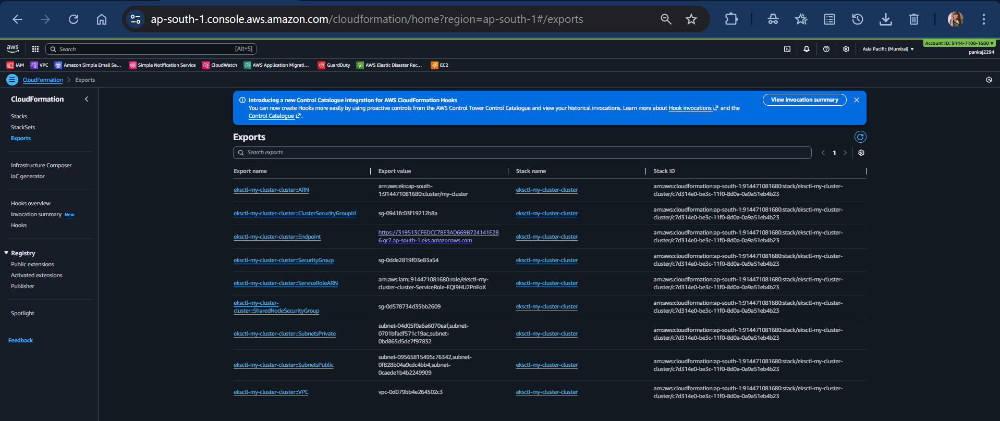 ap-south-1.console.aws.amazon.com/cloudformation/home?region=ap-south-1#/exports
aws
Search
[Alt+S]
Asia Pacific (Mumbai)
Account ID: 9144-7108-1680
pankaj2294
IAM
VPC
Amazon Simple Email Se...
Simple Notification Service
CloudWatch
AWS Application Migrati...
GuardDuty
AWS Elastic Disaster Rec...
EC2
CloudFormation
Exports
CloudFormation
Stacks
StackSets
Exports
Infrastructure Composer
IaC generator
Hooks overview
Invocation summary New
Hooks
Registry
Public extensions
Activated extensions
Publisher
Spotlight
Feedback
Introducing a new Control Catalogue integration for AWS CloudFormation Hooks
You can now create Hooks more easily by using proactive controls from the AWS Control Tower Control Catalogue and view your historical invocations. Learn more about Hook invocations and the
Control Catalogue .
View invocation summary
Exports
Search exports
1
Export name
Export value
Stack name
Stack ID
eksctl-my-cluster-cluster::ARN
arn:aws:eks:ap-south-
1:914471081680:cluster/my-cluster
eksctl-my-cluster-cluster
arn:aws:cloudformation:ap-south-1:914471081680:stack/eksctl-my-cluster-
cluster/c7d314e0-be3c-11f0-8d0a-0a9a51eb4b23
eksctl-my-cluster-cluster::ClusterSecurityGroupId
sg-0941fc03f19212b8a
eksctl-my-cluster-cluster
arn:aws:cloudformation:ap-south-1:914471081680:stack/eksctl-my-cluster-
cluster/c7d314e0-be3c-11f0-8d0a-0a9a51eb4b23
eksctl-my-cluster-cluster::Endpoint
https://319513CF6DCC78E3AD669B724141E28
6.gr7.ap-south-1.eks.amazonaws.com
eksctl-my-cluster-cluster
arn:aws:cloudformation:ap-south-1:914471081680:stack/eksctl-my-cluster-
cluster/c7d314e0-be3c-11f0-8d0a-0a9a51eb4b23
eksctl-my-cluster-cluster::SecurityGroup
sg-0dde2819f03e83a54
eksctl-my-cluster-cluster
arn:aws:cloudformation:ap-south-1:914471081680:stack/eksctl-my-cluster-
cluster/c7d314e0-be3c-11f0-8d0a-0a9a51eb4b23
eksctl-my-cluster-cluster::ServiceRoleARN
arn:aws:iam::914471081680:role/eksctl-my-
cluster-cluster-ServiceRole-EQl9HU2PnEoX
eksctl-my-cluster-cluster
arn:aws:cloudformation:ap-south-1:914471081680:stack/eksctl-my-cluster-
cluster/c7d314e0-be3c-11f0-8d0a-0a9a51eb4b23
eksctl-my-cluster-
cluster::SharedNodeSecurityGroup
sg-0d578734d35bb2609
eksctl-my-cluster-cluster
arn:aws:cloudformation:ap-south-1:914471081680:stack/eksctl-my-cluster-
cluster/c7d314e0-be3c-11f0-8d0a-0a9a51eb4b23
eksctl-my-cluster-cluster::SubnetsPrivate
subnet-04d05f0a6a6070eaf,subnet-
0701bfadf571c19ac,subnet-
0bd865d5de7f97832
eksctl-my-cluster-cluster
arn:aws:cloudformation:ap-south-1:914471081680:stack/eksctl-my-cluster-
cluster/c7d314e0-be3c-11f0-8d0a-0a9a51eb4b23
eksctl-my-cluster-cluster::SubnetsPublic
subnet-09565815495c76342,subnet-
0f828b04a9cdc4bb4,subnet-
0caede1b4b2249909
eksctl-my-cluster-cluster
arn:aws:cloudformation:ap-south-1:914471081680:stack/eksctl-my-cluster-
cluster/c7d314e0-be3c-11f0-8d0a-0a9a51eb4b23
eksctl-my-cluster-cluster::VPC
vpc-0d079bb4e264502c3
eksctl-my-cluster-cluster
arn:aws:cloudformation:ap-south-1:914471081680:stack/eksctl-my-cluster-
cluster/c7d314e0-be3c-11f0-8d0a-0a9a51eb4b23